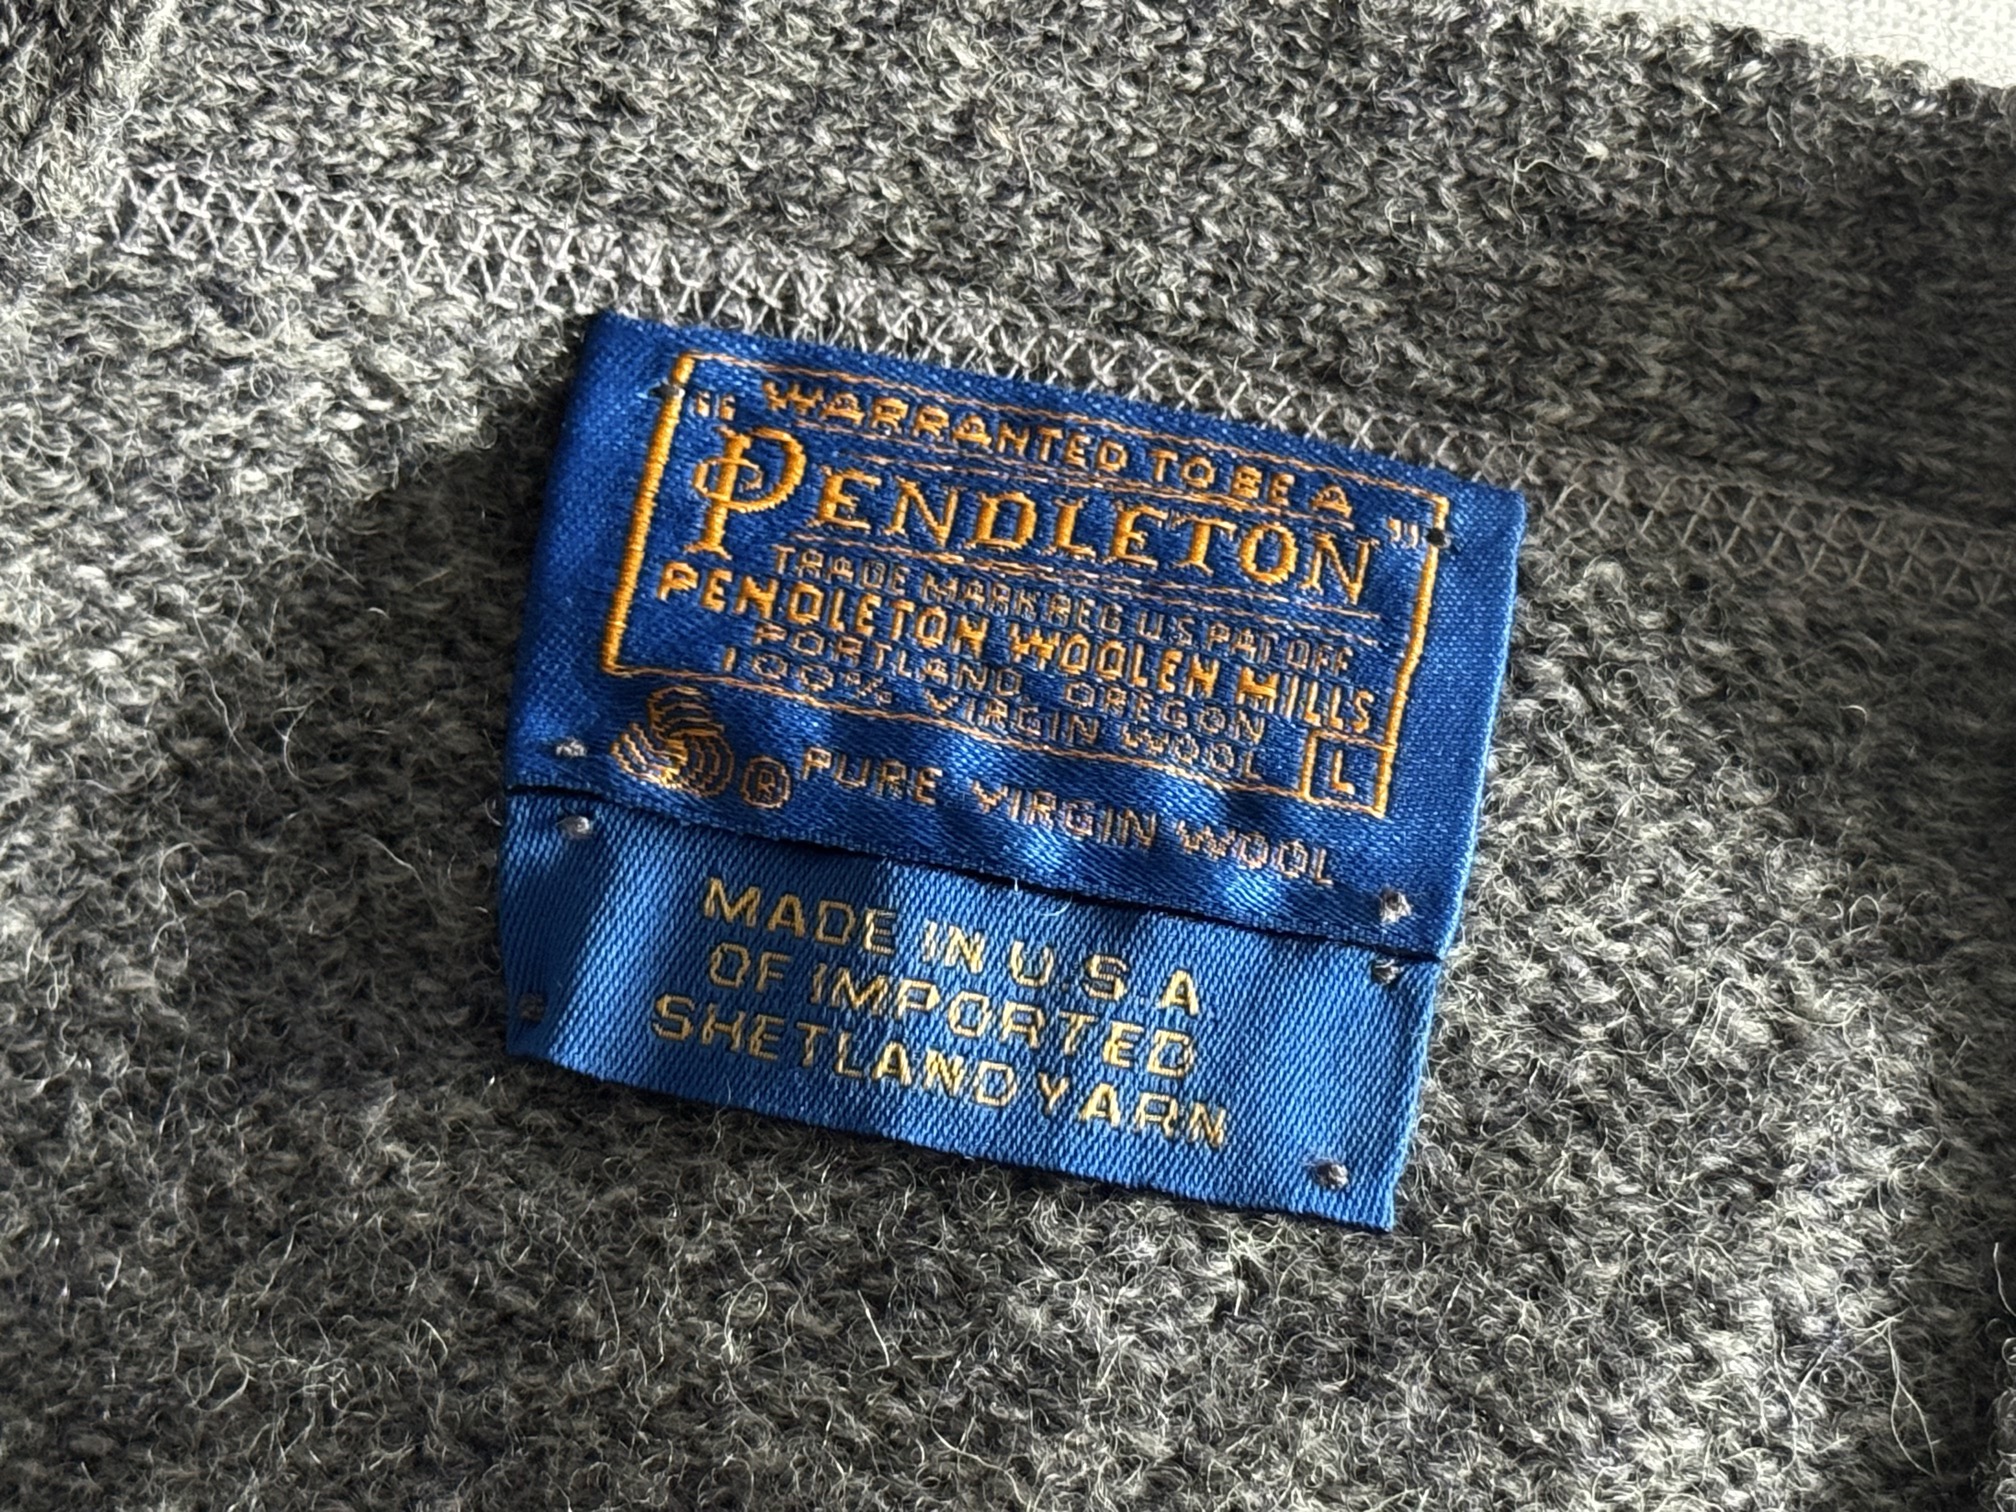 "WARRANTED TO BE A
PENDLETON"
TRADE MARK REG US PAT OFF
PENDLETON WOOLEN MILLS
PORTLAND, OREGON
100% VIRGIN WOOL
L
® PURE VIRGIN WOOL
MADE IN U.S.A
OF IMPORTED
SHETLAND YARN